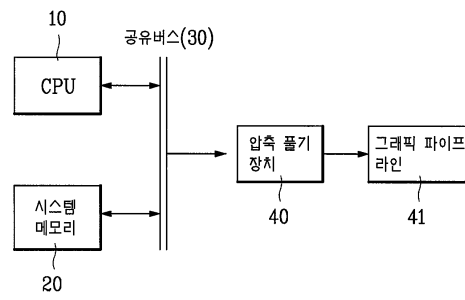 10
공유버스(30)
CPU
압축 풀기
장치
그래픽 파이프
라인
40
41
시스템
메모리
20